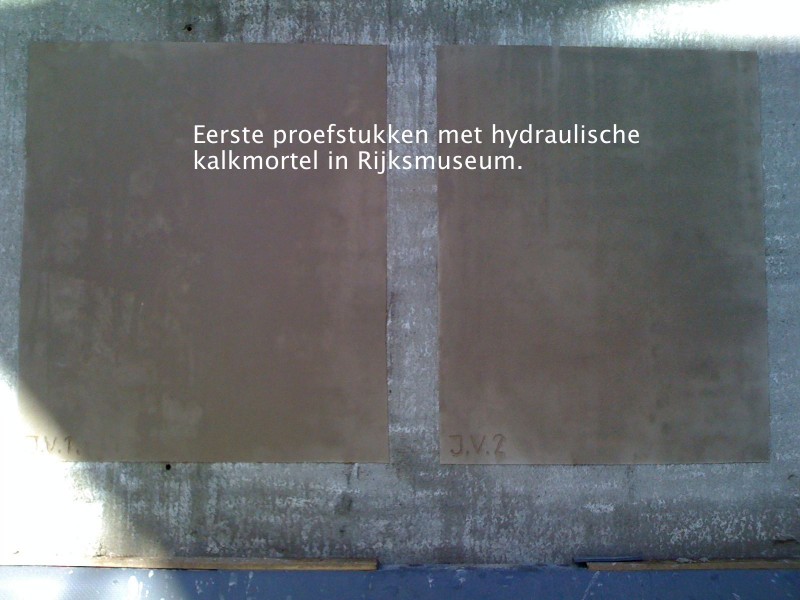 Eerste proefstukken met hydraulische
kalkmortel in Rijksmuseum.
J.V.1.
J.V.2